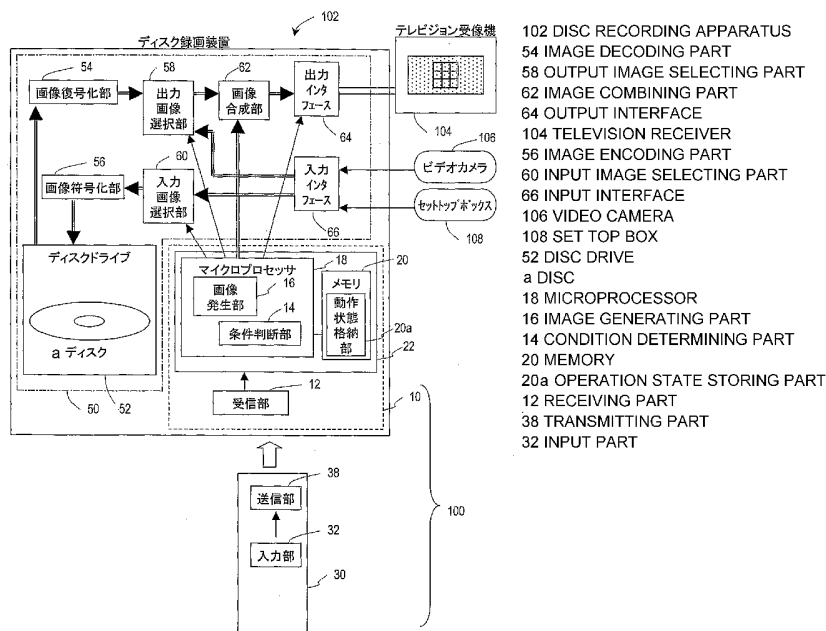 102
ディスク録画装置
テレビジョン受像機
54
58
62
画像復号化部
出力
画像
選択部
画像
合成部
出力
インタ
フェース
64
104
106
56
60
画像符号化部
入力
画像
選択部
入力
インタ
フェース
66
ビデオカメラ
セットトップボックス
108
ディスクドライブ
a ディスク
18
20
マイクロプロセッサ
画像
発生部
16
14
条件判断部
メモリ
動作
状態
格納
部
20a
22
12
受信部
10
50
52
38
送信部
32
入力部
30
100
102 DISC RECORDING APPARATUS
54 IMAGE DECODING PART
58 OUTPUT IMAGE SELECTING PART
62 IMAGE COMBINING PART
64 OUTPUT INTERFACE
104 TELEVISION RECEIVER
56 IMAGE ENCODING PART
60 INPUT IMAGE SELECTING PART
66 INPUT INTERFACE
106 VIDEO CAMERA
108 SET TOP BOX
52 DISC DRIVE
a DISC
18 MICROPROCESSOR
16 IMAGE GENERATING PART
14 CONDITION DETERMINING PART
20 MEMORY
20a OPERATION STATE STORING PART
12 RECEIVING PART
38 TRANSMITTING PART
32 INPUT PART